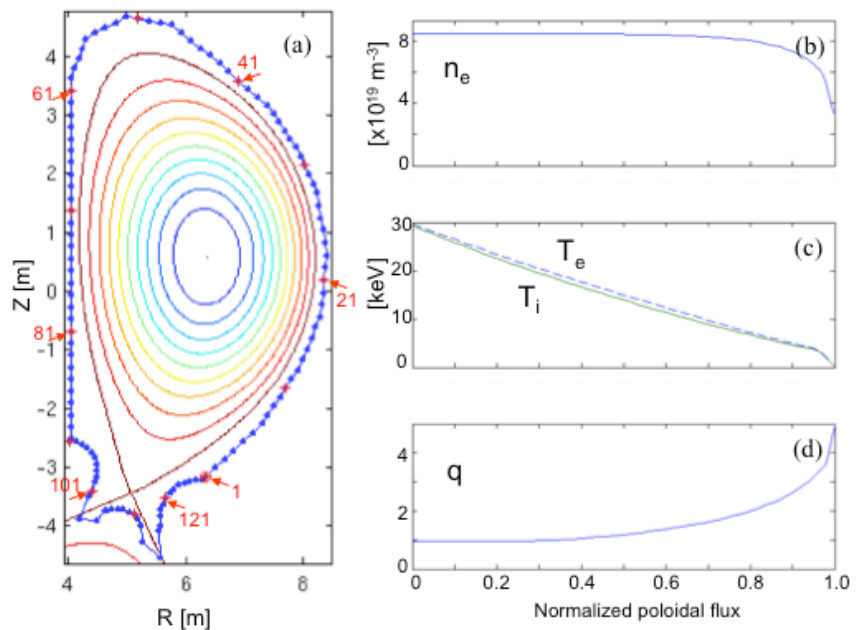 (a)
41
61
21
81
101
1
121
4
3
2
1
0
-1
-2
-3
-4
Z [m]
4
6
8
R [m]
(b)
n_e
[x10^19 m^-3]
8
4
0
(c)
T_e
T_i
[keV]
30
20
10
0
(d)
q
4
2
0
0
0.2
0.4
0.6
0.8
1.0
Normalized poloidal flux